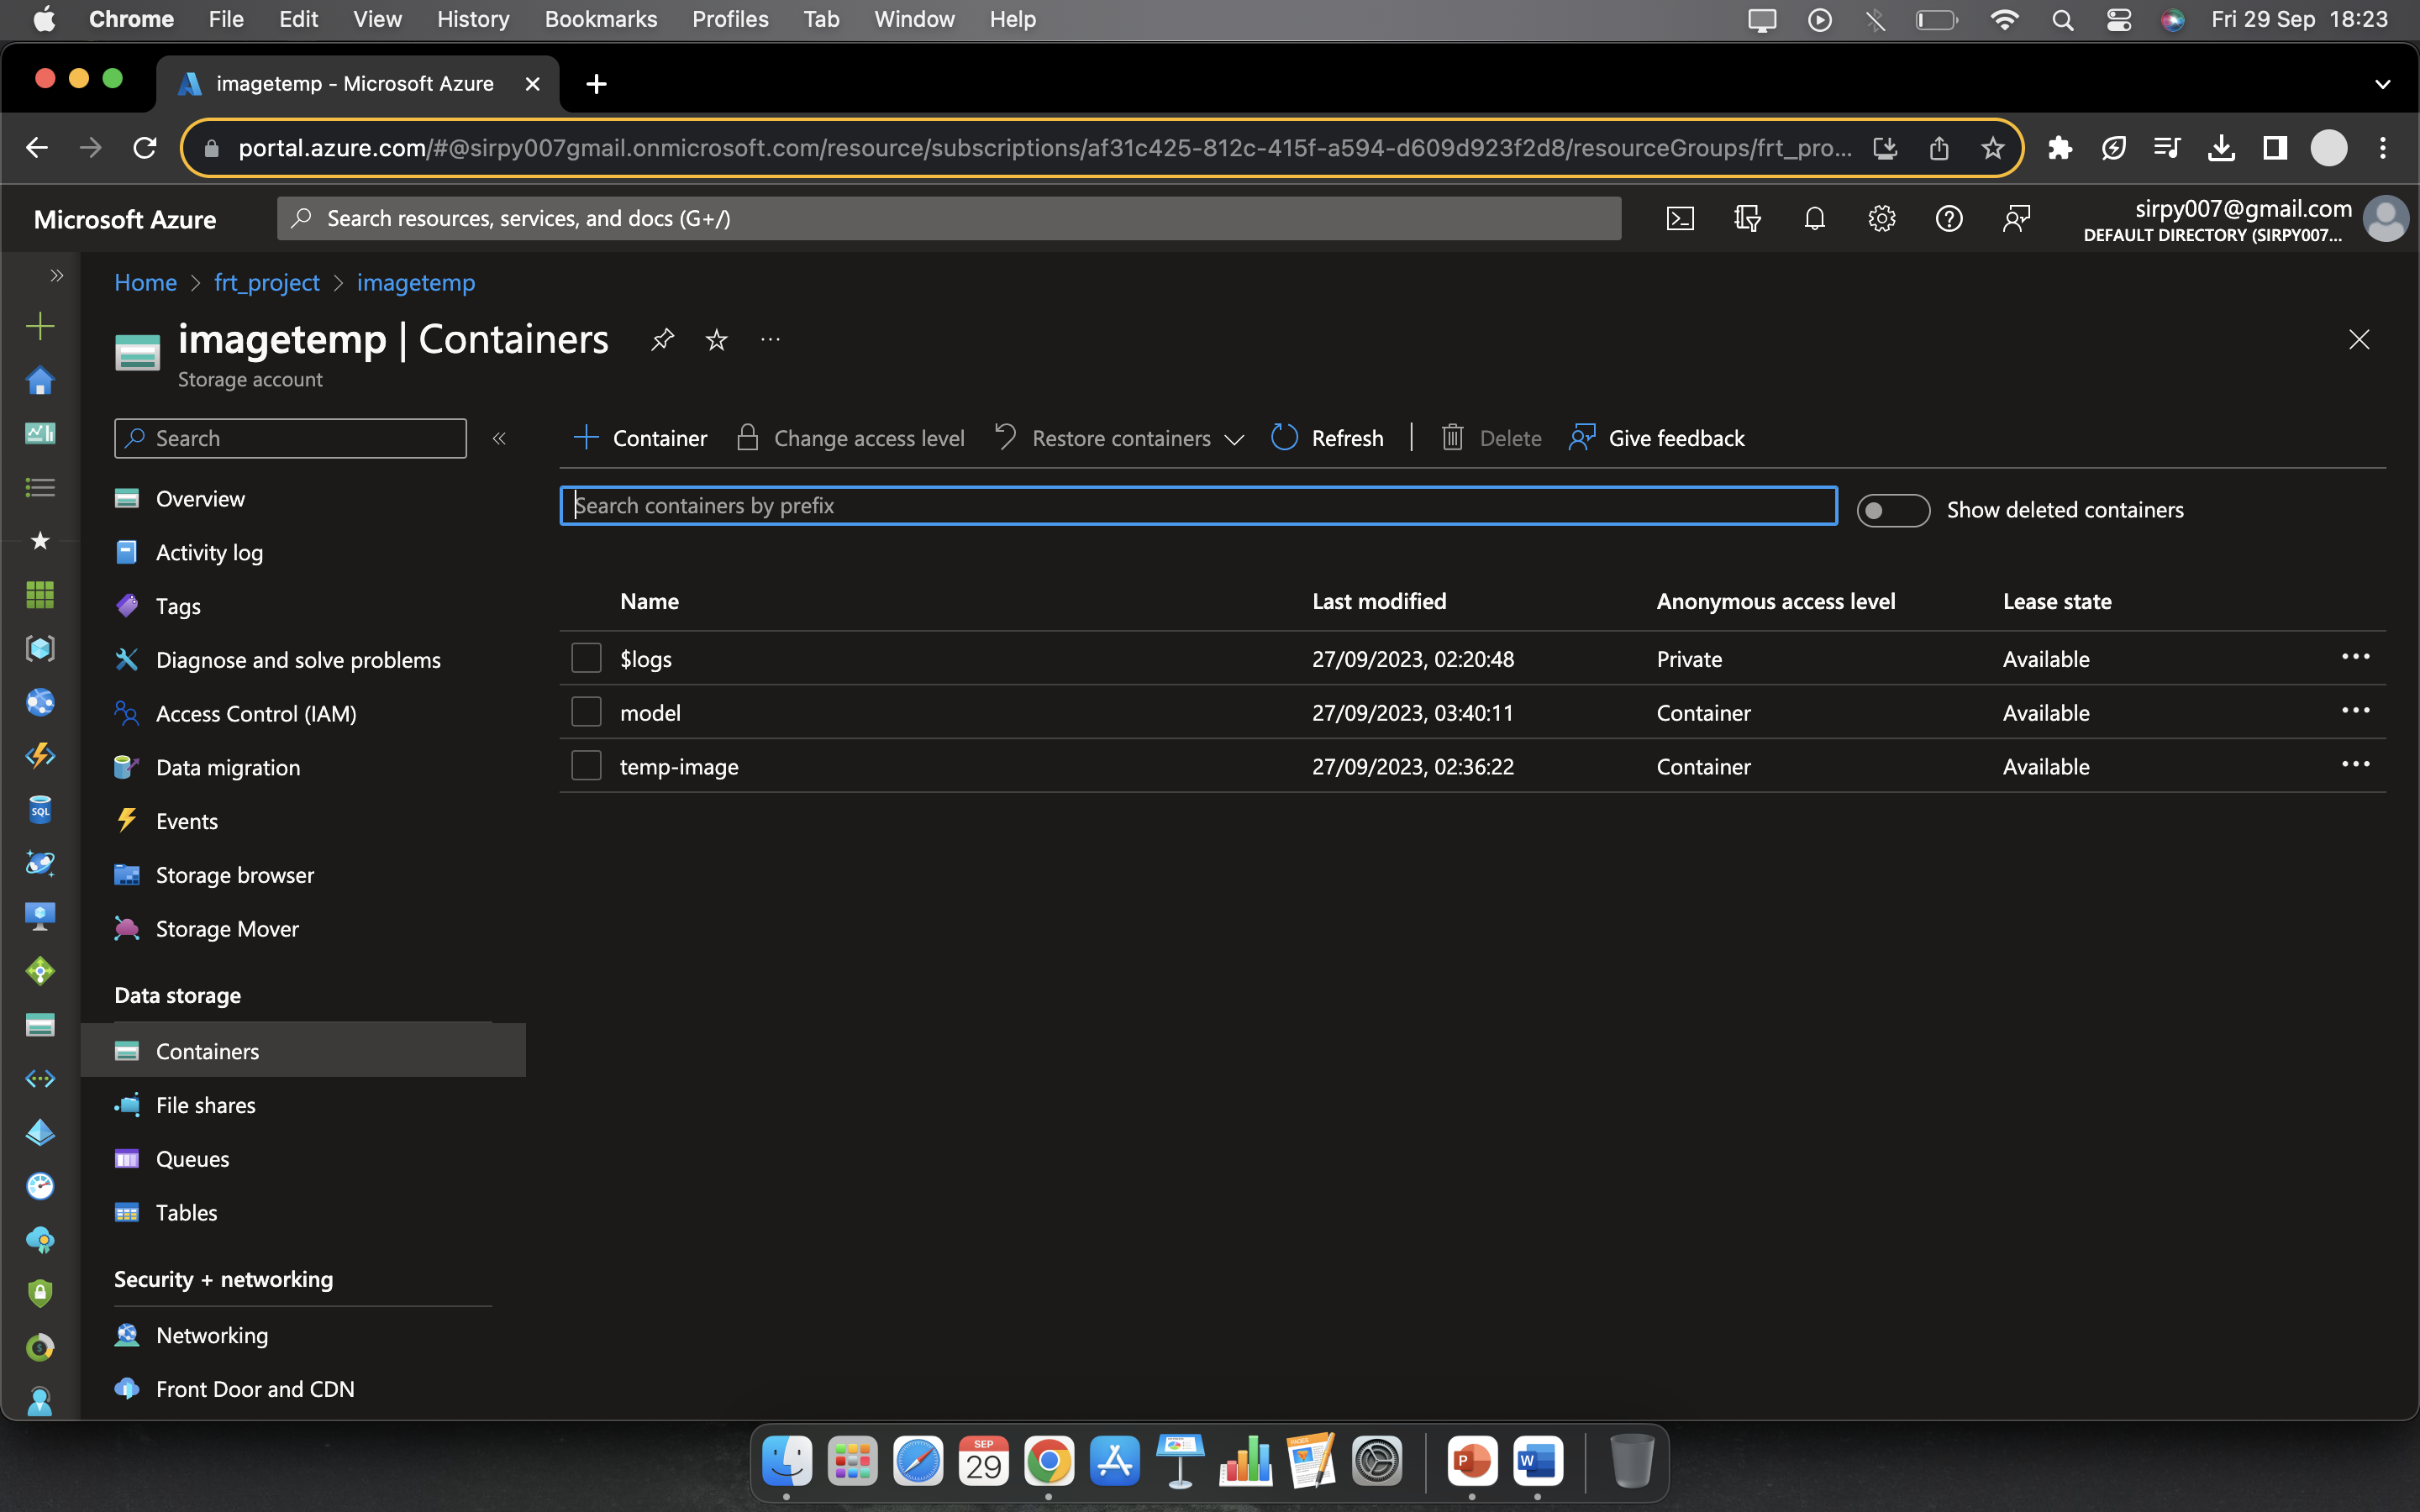 Chrome File Edit View History Bookmarks Profiles Tab Window Help Fri 29 Sep 18:23
imagetemp - Microsoft Azure
portal.azure.com/#@sirpy007gmail.onmicrosoft.com/resource/subscriptions/af31c425-812c-415f-a594-d609d923f2d8/resourceGroups/frt_pro...
Microsoft Azure
Search resources, services, and docs (G+/)
sirpy007@gmail.com
DEFAULT DIRECTORY (SIRPY007...
Home > frt_project > imagetemp
imagetemp | Containers
Storage account
Search
Container Change access level Restore containers Refresh | Delete Give feedback
Search containers by prefix
Show deleted containers
Name Last modified Anonymous access level Lease state
$logs 27/09/2023, 02:20:48 Private Available
model 27/09/2023, 03:40:11 Container Available
temp-image 27/09/2023, 02:36:22 Container Available
Overview
Activity log
Tags
Diagnose and solve problems
Access Control (IAM)
Data migration
Events
Storage browser
Storage Mover
Data storage
Containers
File shares
Queues
Tables
Security + networking
Networking
Front Door and CDN
SQL
SEP
29
PAGES
P
W